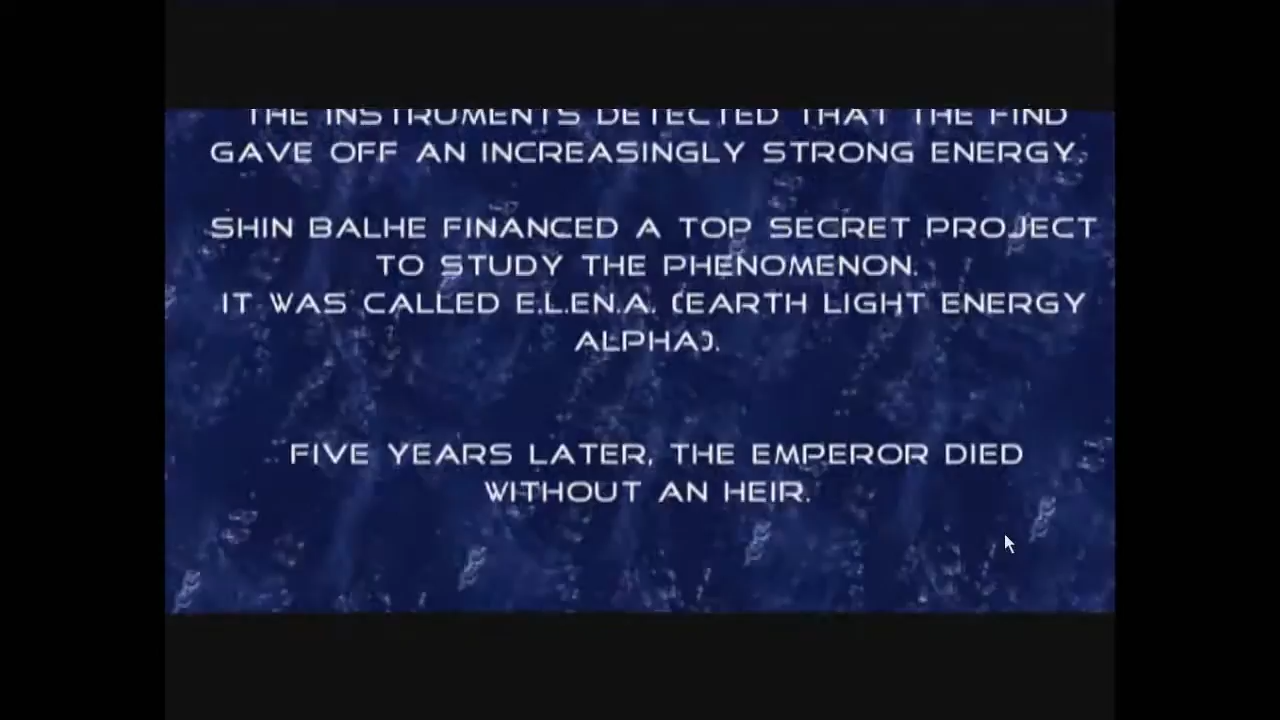 THE INSTRUMENTS DETECTED THAT THE FIND
GAVE OFF AN INCREASINGLY STRONG ENERGY.
SHIN BALHE FINANCED A TOP SECRET PROJECT
TO STUDY THE PHENOMENON.
IT WAS CALLED E.L.EN.A. (EARTH LIGHT ENERGY
ALPHA).
FIVE YEARS LATER, THE EMPEROR DIED
WITHOUT AN HEIR.